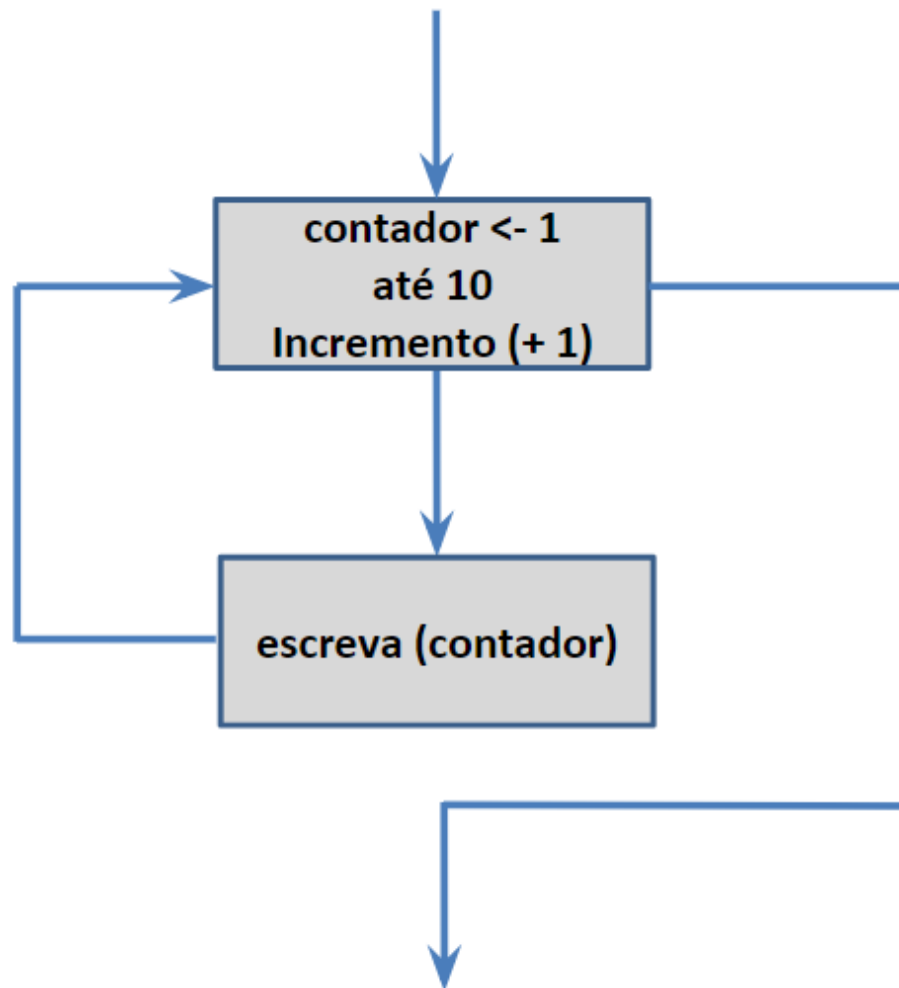 contador <- 1
até 10
Incremento (+ 1)
escreva (contador)